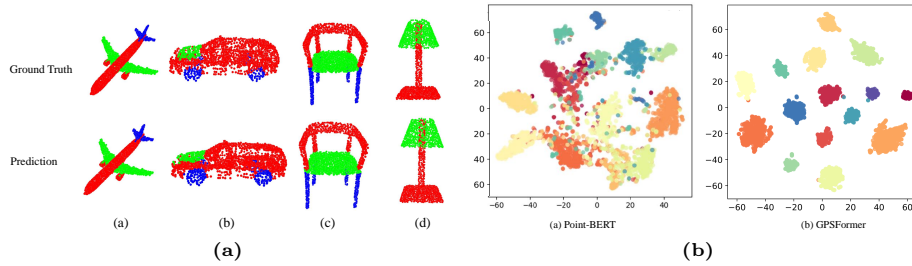 Ground Truth
Prediction
(a) (b) (c) (d)
(a)
60
40
20
0
20
40
60
-60 -40 -20 0 20 40
(a) Point-BERT
60
40
20
0
-20
-40
-60
-60 -40 -20 0 20 40 60
(b) GPSFormer
(b)